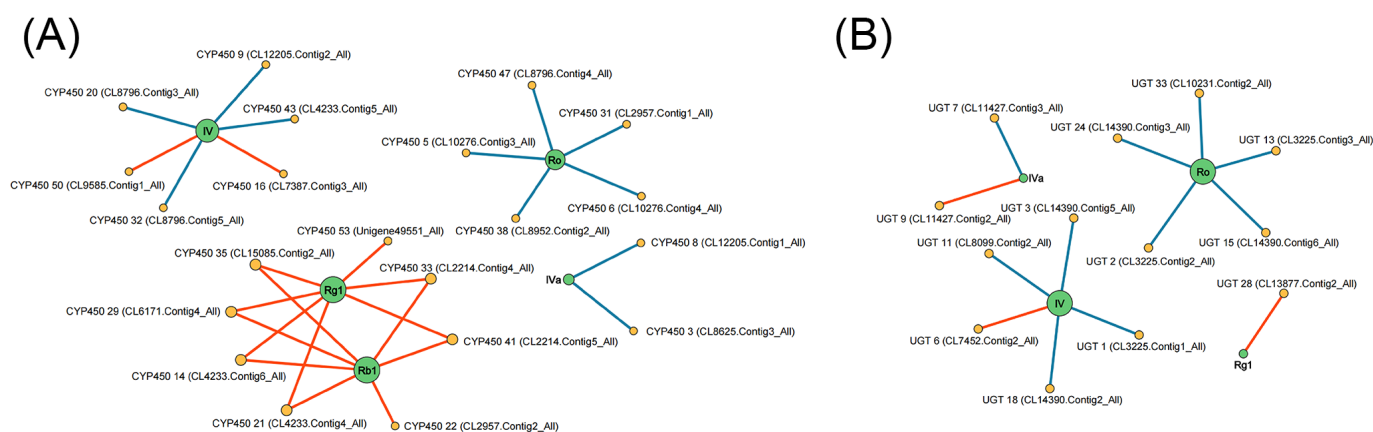 (A)
CYP450 9 (CL12205.Contig2_All)
CYP450 20 (CL8796.Contig3_All)
CYP450 43 (CL4233.Contig5_All)
IV
CYP450 50 (CL9585.Contig1_All)
CYP450 16 (CL7387.Contig3_All)
CYP450 32 (CL8796.Contig5_All)
CYP450 47 (CL8796.Contig4_All)
CYP450 31 (CL2957.Contig1_All)
CYP450 5 (CL10276.Contig3_All)
Ro
CYP450 6 (CL10276.Contig4_All)
CYP450 38 (CL8952.Contig2_All)
CYP450 53 (Unigene49551_All)
CYP450 35 (CL15085.Contig2_All)
CYP450 33 (CL2214.Contig4_All)
Rg1
CYP450 29 (CL6171.Contig4_All)
CYP450 41 (CL2214.Contig5_All)
CYP450 14 (CL4233.Contig6_All)
Rb1
CYP450 21 (CL4233.Contig4_All)
CYP450 22 (CL2957.Contig2_All)
CYP450 8 (CL12205.Contig1_All)
IVa
CYP450 3 (CL8625.Contig3_All)
(B)
UGT 7 (CL11427.Contig3_All)
IVa
UGT 9 (CL11427.Contig2_All)
UGT 33 (CL10231.Contig2_All)
UGT 24 (CL14390.Contig3_All)
UGT 13 (CL3225.Contig3_All)
Ro
UGT 15 (CL14390.Contig6_All)
UGT 2 (CL3225.Contig2_All)
UGT 3 (CL14390.Contig5_All)
UGT 11 (CL8099.Contig2_All)
IV
UGT 6 (CL7452.Contig2_All)
UGT 1 (CL3225.Contig1_All)
UGT 18 (CL14390.Contig2_All)
UGT 28 (CL13877.Contig2_All)
Rg1